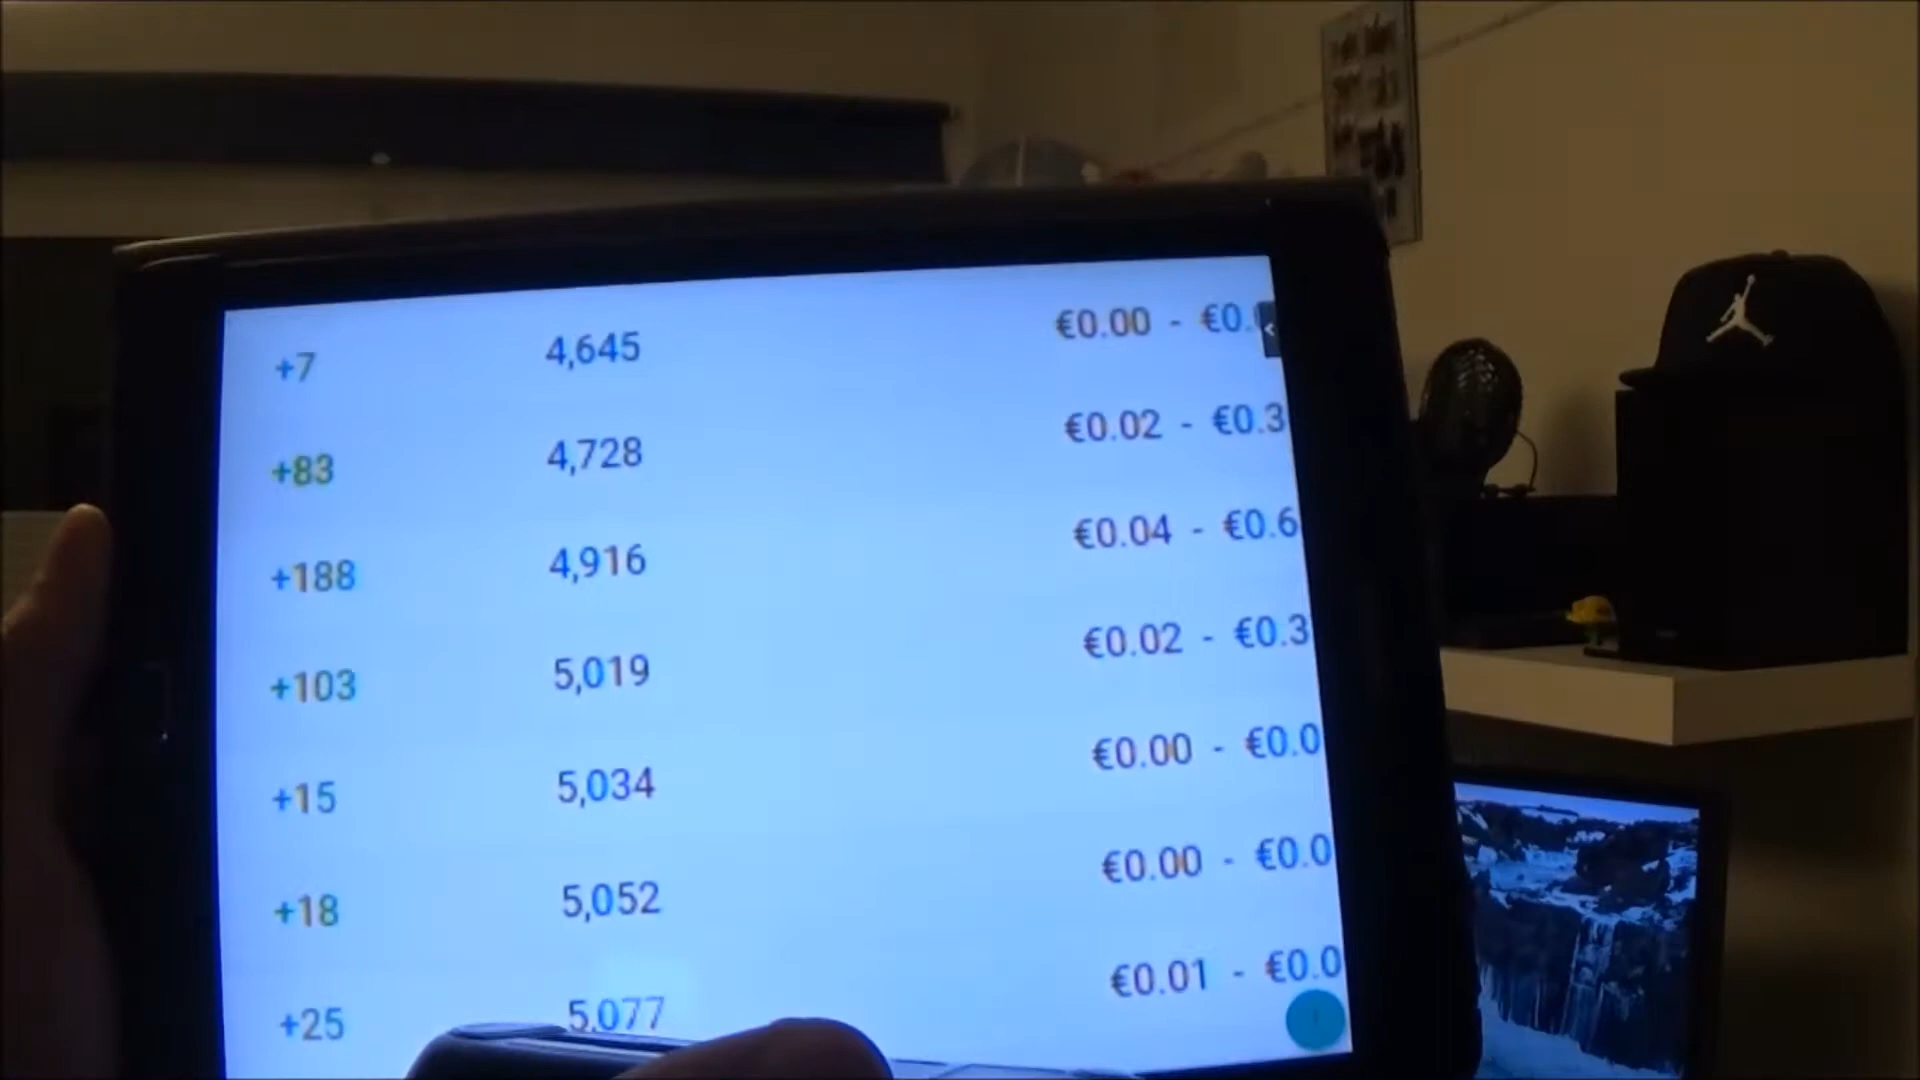 +7 4,645 €0.00 - €0.
+83 4,728 €0.02 - €0.3
+188 4,916 €0.04 - €0.6
+103 5,019 €0.02 - €0.3
+15 5,034 €0.00 - €0.0
+18 5,052 €0.00 - €0.0
+25 5,077 €0.01 - €0.0